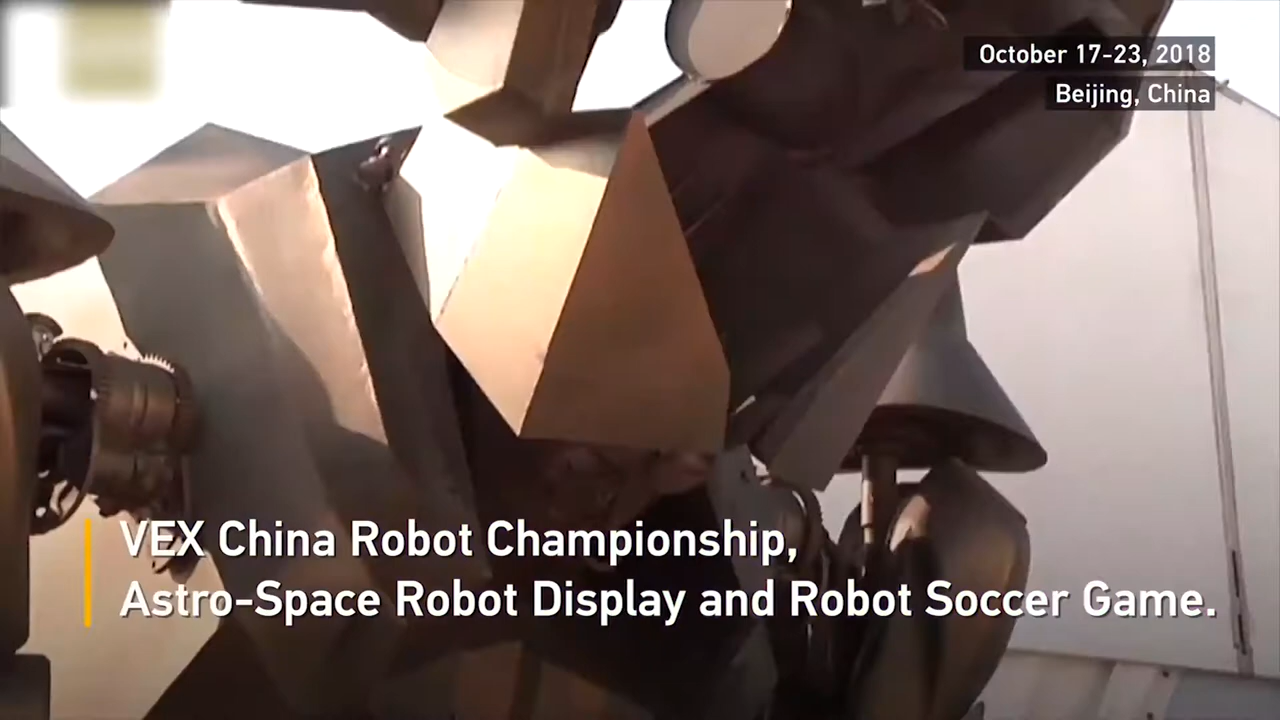 October 17-23, 2018
Beijing, China
VEX China Robot Championship,
Astro-Space Robot Display and Robot Soccer Game.